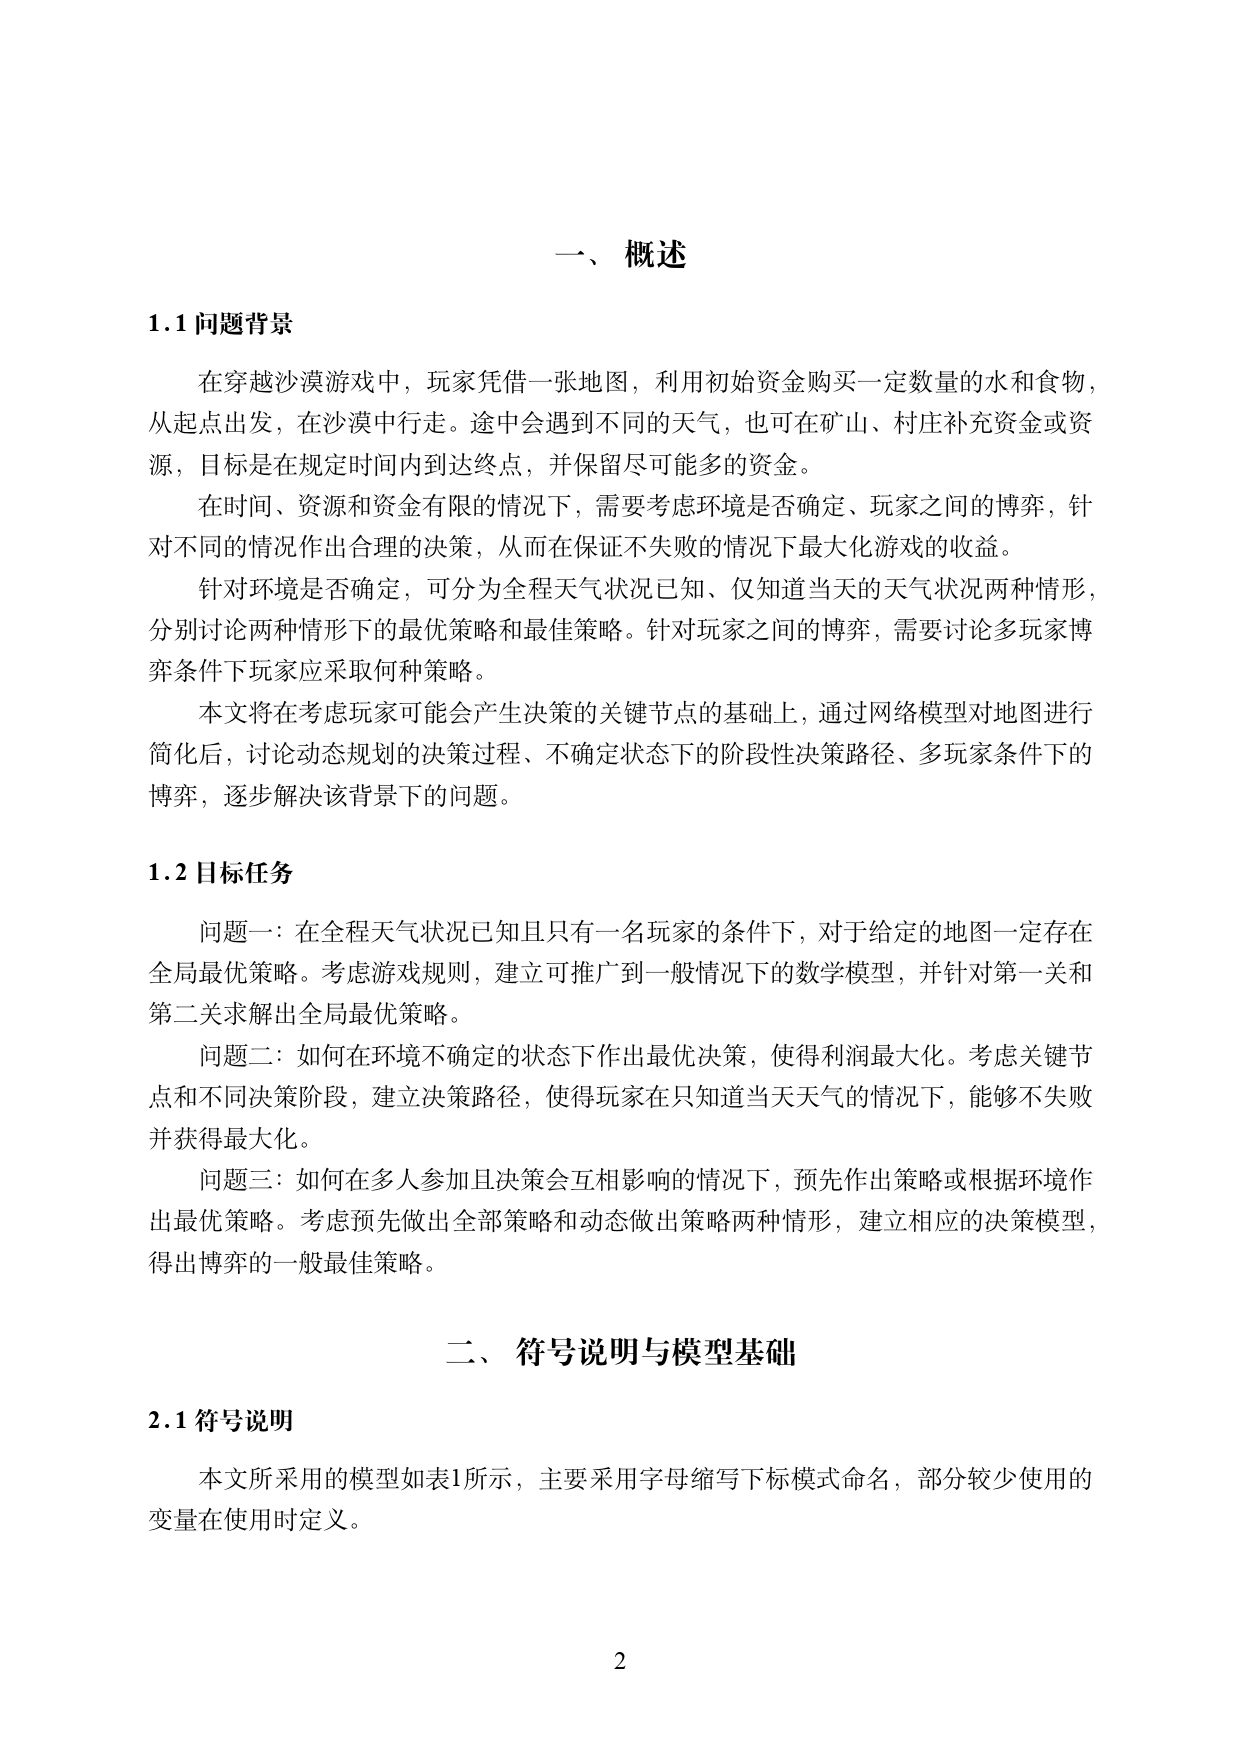 一、 概述
1.1 问题背景
在穿越沙漠游戏中，玩家凭借一张地图，利用初始资金购买一定数量的水和食物，
从起点出发，在沙漠中行走。途中会遇到不同的天气，也可在矿山、村庄补充资金或资
源，目标是在规定时间内到达终点，并保留尽可能多的资金。
在时间、资源和资金有限的情况下，需要考虑环境是否确定、玩家之间的博弈，针
对不同的情况作出合理的决策，从而在保证不失败的情况下最大化游戏的收益。
针对环境是否确定，可分为全程天气状况已知、仅知道当天的天气状况两种情形，
分别讨论两种情形下的最优策略和最佳策略。针对玩家之间的博弈，需要讨论多玩家博
弈条件下玩家应采取何种策略。
本文将在考虑玩家可能会产生决策的关键节点的基础上，通过网络模型对地图进行
简化后，讨论动态规划的决策过程、不确定状态下的阶段性决策路径、多玩家条件下的
博弈，逐步解决该背景下的问题。
1.2 目标任务
问题一：在全程天气状况已知且只有一名玩家的条件下，对于给定的地图一定存在
全局最优策略。考虑游戏规则，建立可推广到一般情况下的数学模型，并针对第一关和
第二关求解出全局最优策略。
问题二：如何在环境不确定的状态下作出最优决策，使得利润最大化。考虑关键节
点和不同决策阶段，建立决策路径，使得玩家在只知道当天天气的情况下，能够不失败
并获得最大化。
问题三：如何在多人参加且决策会互相影响的情况下，预先作出策略或根据环境作
出最优策略。考虑预先做出全部策略和动态做出策略两种情形，建立相应的决策模型，
得出博弈的一般最佳策略。
二、 符号说明与模型基础
2.1 符号说明
本文所采用的模型如表1所示，主要采用字母缩写下标模式命名，部分较少使用的
变量在使用时定义。
2